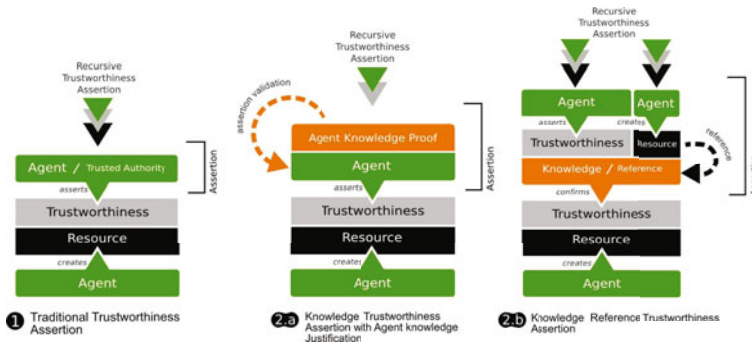 Recursive
Trustworthiness
Assertion
Agent / Trusted Authority
asserts
Trustworthiness
Resource
creates
Agent
Assertion
1 Traditional Trustworthiness
Assertion
Recursive
Trustworthiness
Assertion
assertion validation
Agent Knowledge Proof
Agent
asserts
Trustworthiness
Resource
creates
Agent
Assertion
2.a Knowledge Trustworthiness
Assertion with Agent knowledge
Justification
Recursive
Trustworthiness
Assertion
Agent
Agent
asserts
creates
Trustworthiness
Resource
reference
Knowledge / Reference
confirms
Trustworthiness
Resource
creates
Agent
2.b Knowledge Reference Trustworthiness
Assertion